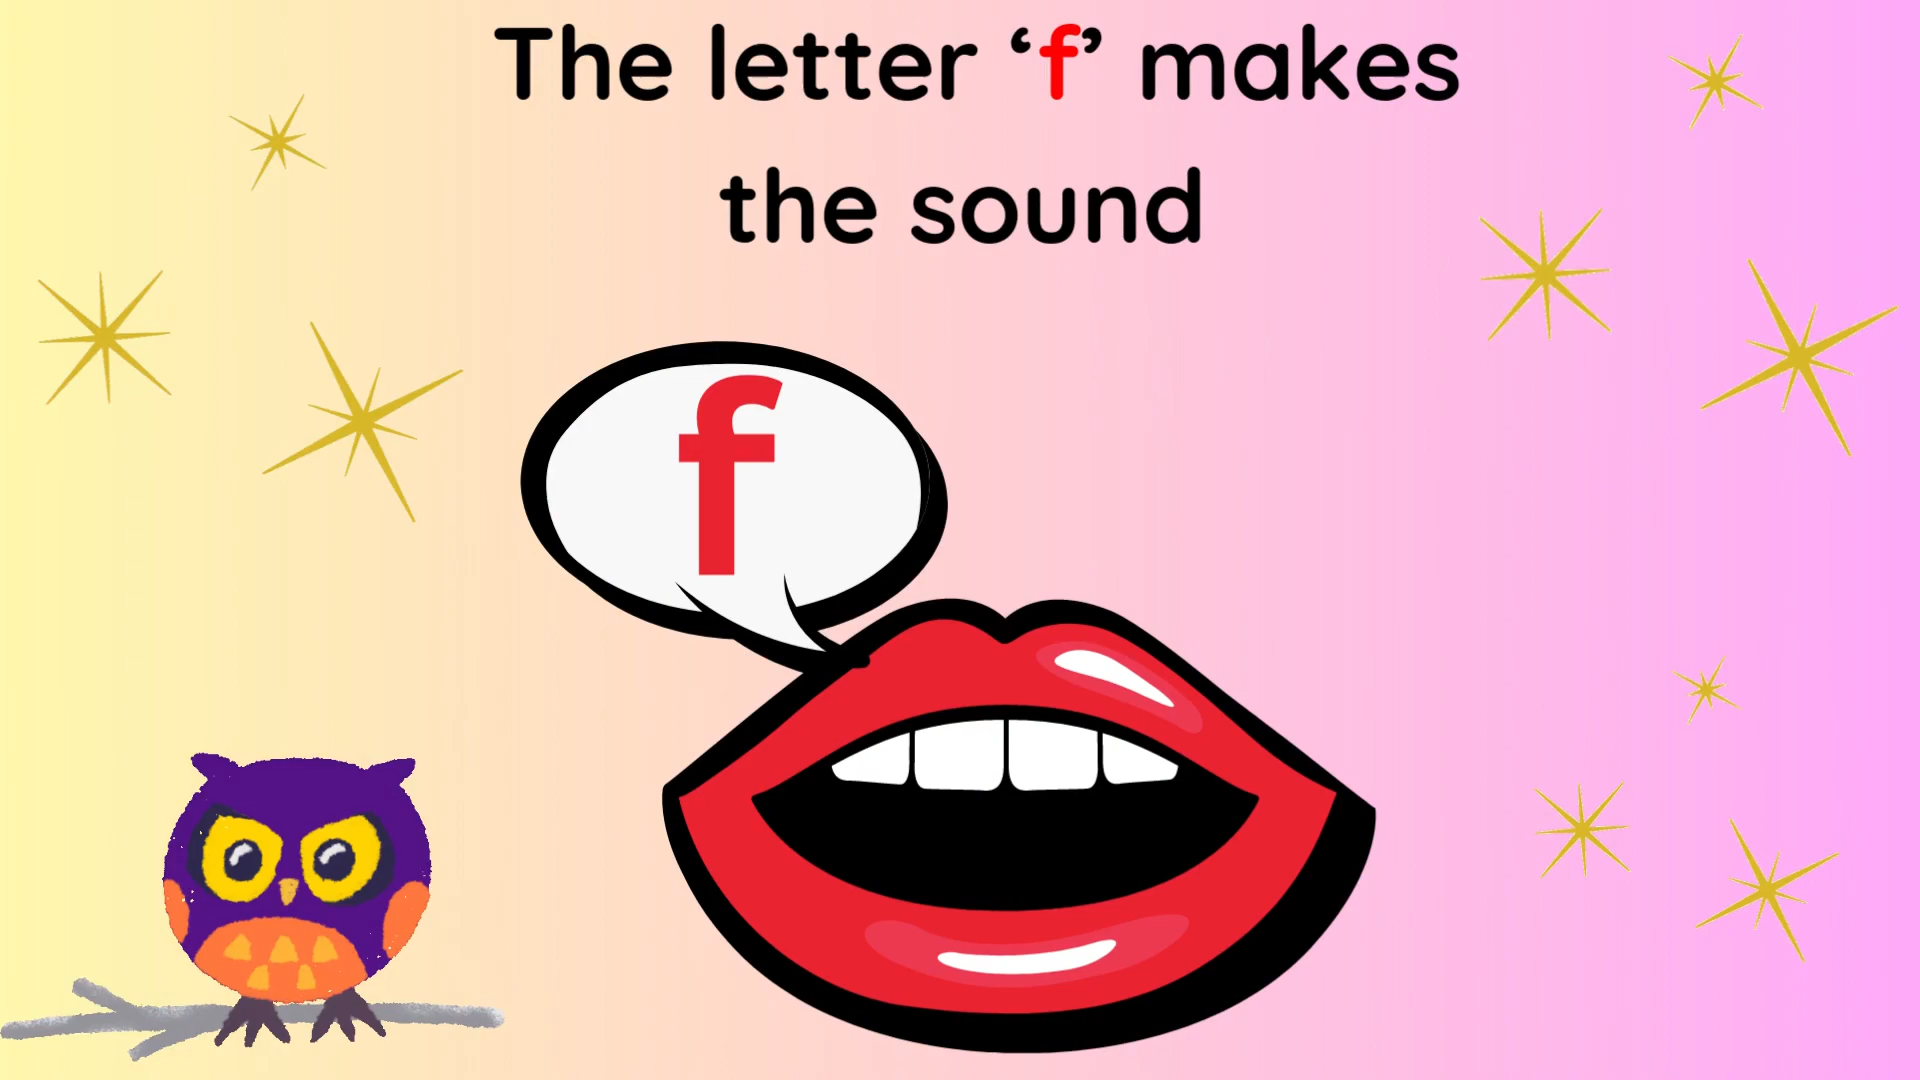 The letter ‘f’ makes
the sound
f